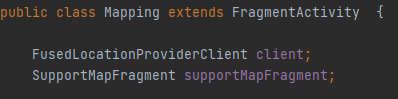 public class Mapping extends FragmentActivity  {
FusedLocationProviderClient client;
SupportMapFragment supportMapFragment;